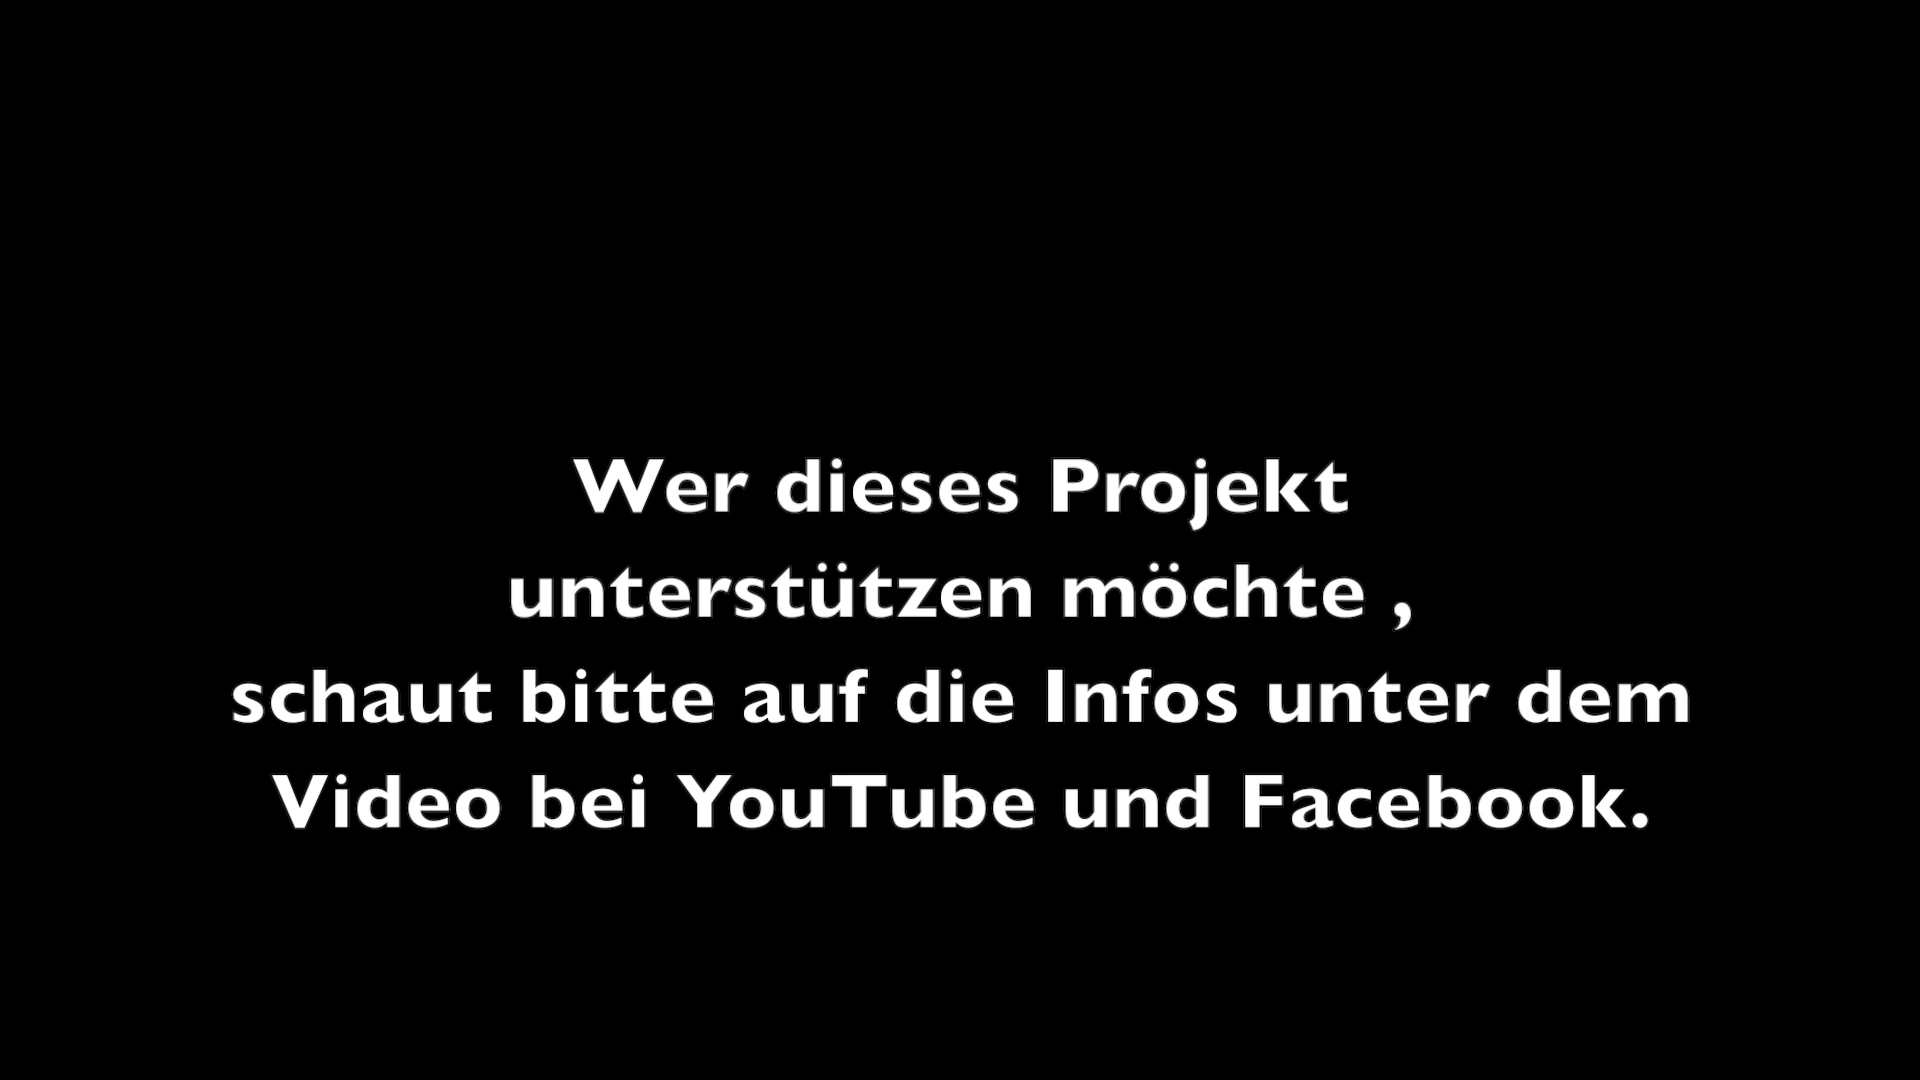 Wer dieses Projekt
unterstützen möchte ,
schaut bitte auf die Infos unter dem
Video bei YouTube und Facebook.